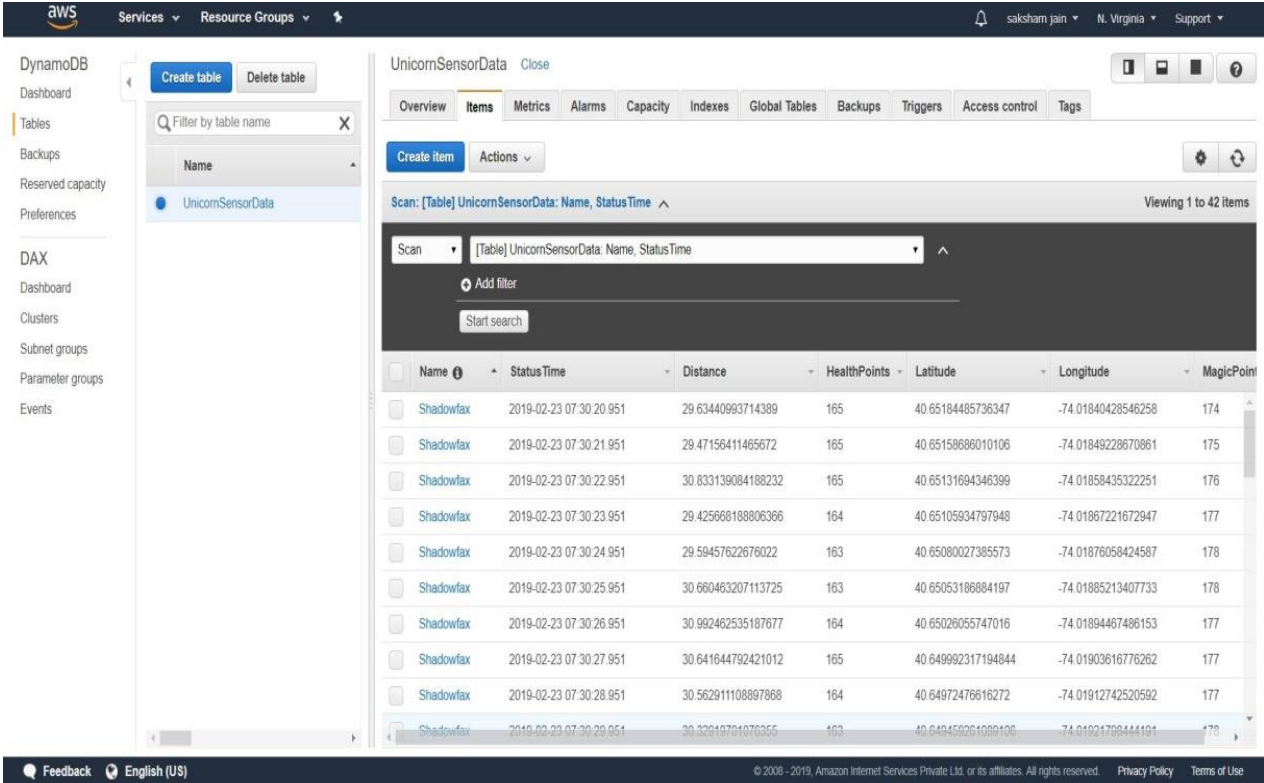 aws Services Resource Groups saksham jain N. Virginia Support
DynamoDB
Dashboard
Tables
Backups
Reserved capacity
Preferences
DAX
Dashboard
Clusters
Subnet groups
Parameter groups
Events
Create table Delete table
Filter by table name X
Name
UnicornSensorData
UnicornSensorData Close
Overview Items Metrics Alarms Capacity Indexes Global Tables Backups Triggers Access control Tags
Create item Actions
Scan: [Table] UnicornSensorData: Name, StatusTime Viewing 1 to 42 items
Scan [Table] UnicornSensorData: Name, StatusTime
Add filter
Start search
Name StatusTime Distance HealthPoints Latitude Longitude MagicPoint
Shadowfax 2019-02-23 07:30:20.951 29.63440993714389 165 40.65184485736347 -74.01840428546258 174
Shadowfax 2019-02-23 07:30:21.951 29.47156411465672 165 40.65158686010106 -74.01849228670861 175
Shadowfax 2019-02-23 07:30:22.951 30.833139084188232 165 40.65131694346399 -74.01858435322251 176
Shadowfax 2019-02-23 07:30:23.951 29.425668188806366 164 40.65105934797948 -74.01867221672947 177
Shadowfax 2019-02-23 07:30:24.951 29.59457622676022 163 40.65080027385573 -74.01876058424587 178
Shadowfax 2019-02-23 07:30:25.951 30.660463207113725 163 40.65053186884197 -74.01885213407733 178
Shadowfax 2019-02-23 07:30:26.951 30.992462535187677 164 40.65026055747016 -74.01894467486153 177
Shadowfax 2019-02-23 07:30:27.951 30.641644792421012 165 40.649992317194844 -74.01903616776262 177
Shadowfax 2019-02-23 07:30:28.951 30.562911108897868 164 40.64972476616272 -74.01912742520592 177
Shadowfax 2019-02-23 07:30:29.951 163 178
Feedback English (US) © 2008 - 2019, Amazon Internet Services Private Ltd. or its affiliates. All rights reserved. Privacy Policy Terms of Use